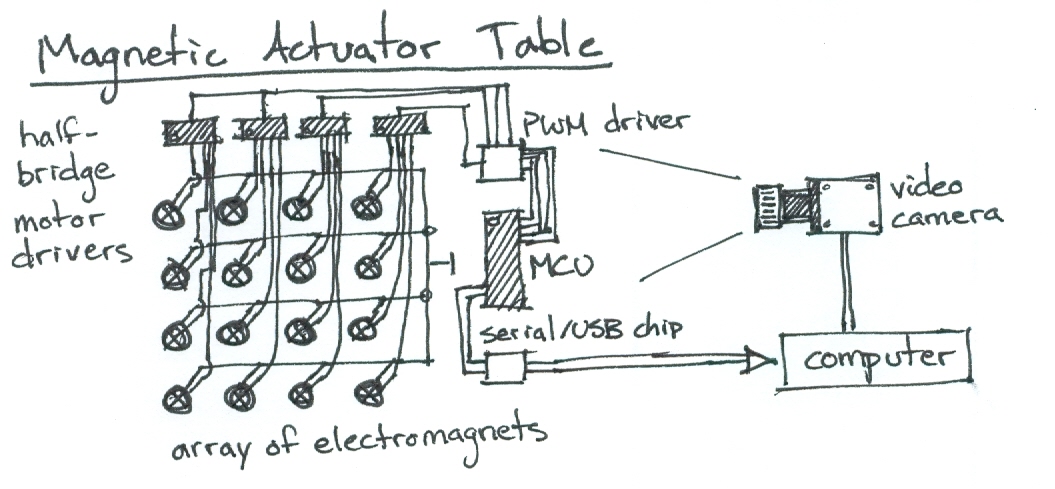 Magnetic Actuator Table
half-
bridge
motor
drivers
PWM driver
MCU
serial/USB chip
video
camera
computer
array of electromagnets